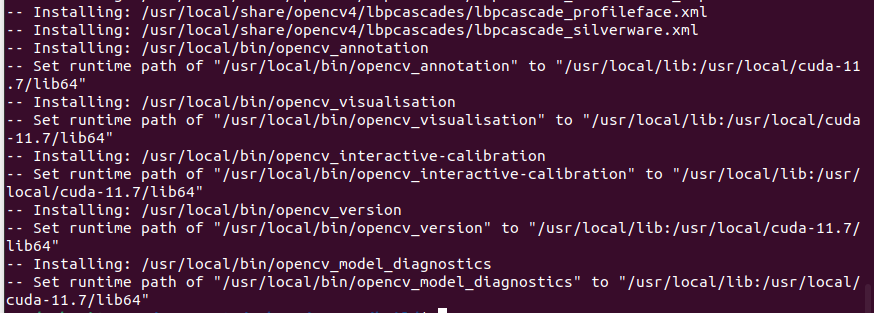 -- Installing: /usr/local/share/opencv4/lbpcascades/lbpcascade_profileface.xml
-- Installing: /usr/local/share/opencv4/lbpcascades/lbpcascade_silverware.xml
-- Installing: /usr/local/bin/opencv_annotation
-- Set runtime path of "/usr/local/bin/opencv_annotation" to "/usr/local/lib:/usr/local/cuda-11
.7/lib64"
-- Installing: /usr/local/bin/opencv_visualisation
-- Set runtime path of "/usr/local/bin/opencv_visualisation" to "/usr/local/lib:/usr/local/cuda
-11.7/lib64"
-- Installing: /usr/local/bin/opencv_interactive-calibration
-- Set runtime path of "/usr/local/bin/opencv_interactive-calibration" to "/usr/local/lib:/usr/
local/cuda-11.7/lib64"
-- Installing: /usr/local/bin/opencv_version
-- Set runtime path of "/usr/local/bin/opencv_version" to "/usr/local/lib:/usr/local/cuda-11.7/
lib64"
-- Installing: /usr/local/bin/opencv_model_diagnostics
-- Set runtime path of "/usr/local/bin/opencv_model_diagnostics" to "/usr/local/lib:/usr/local/
cuda-11.7/lib64"